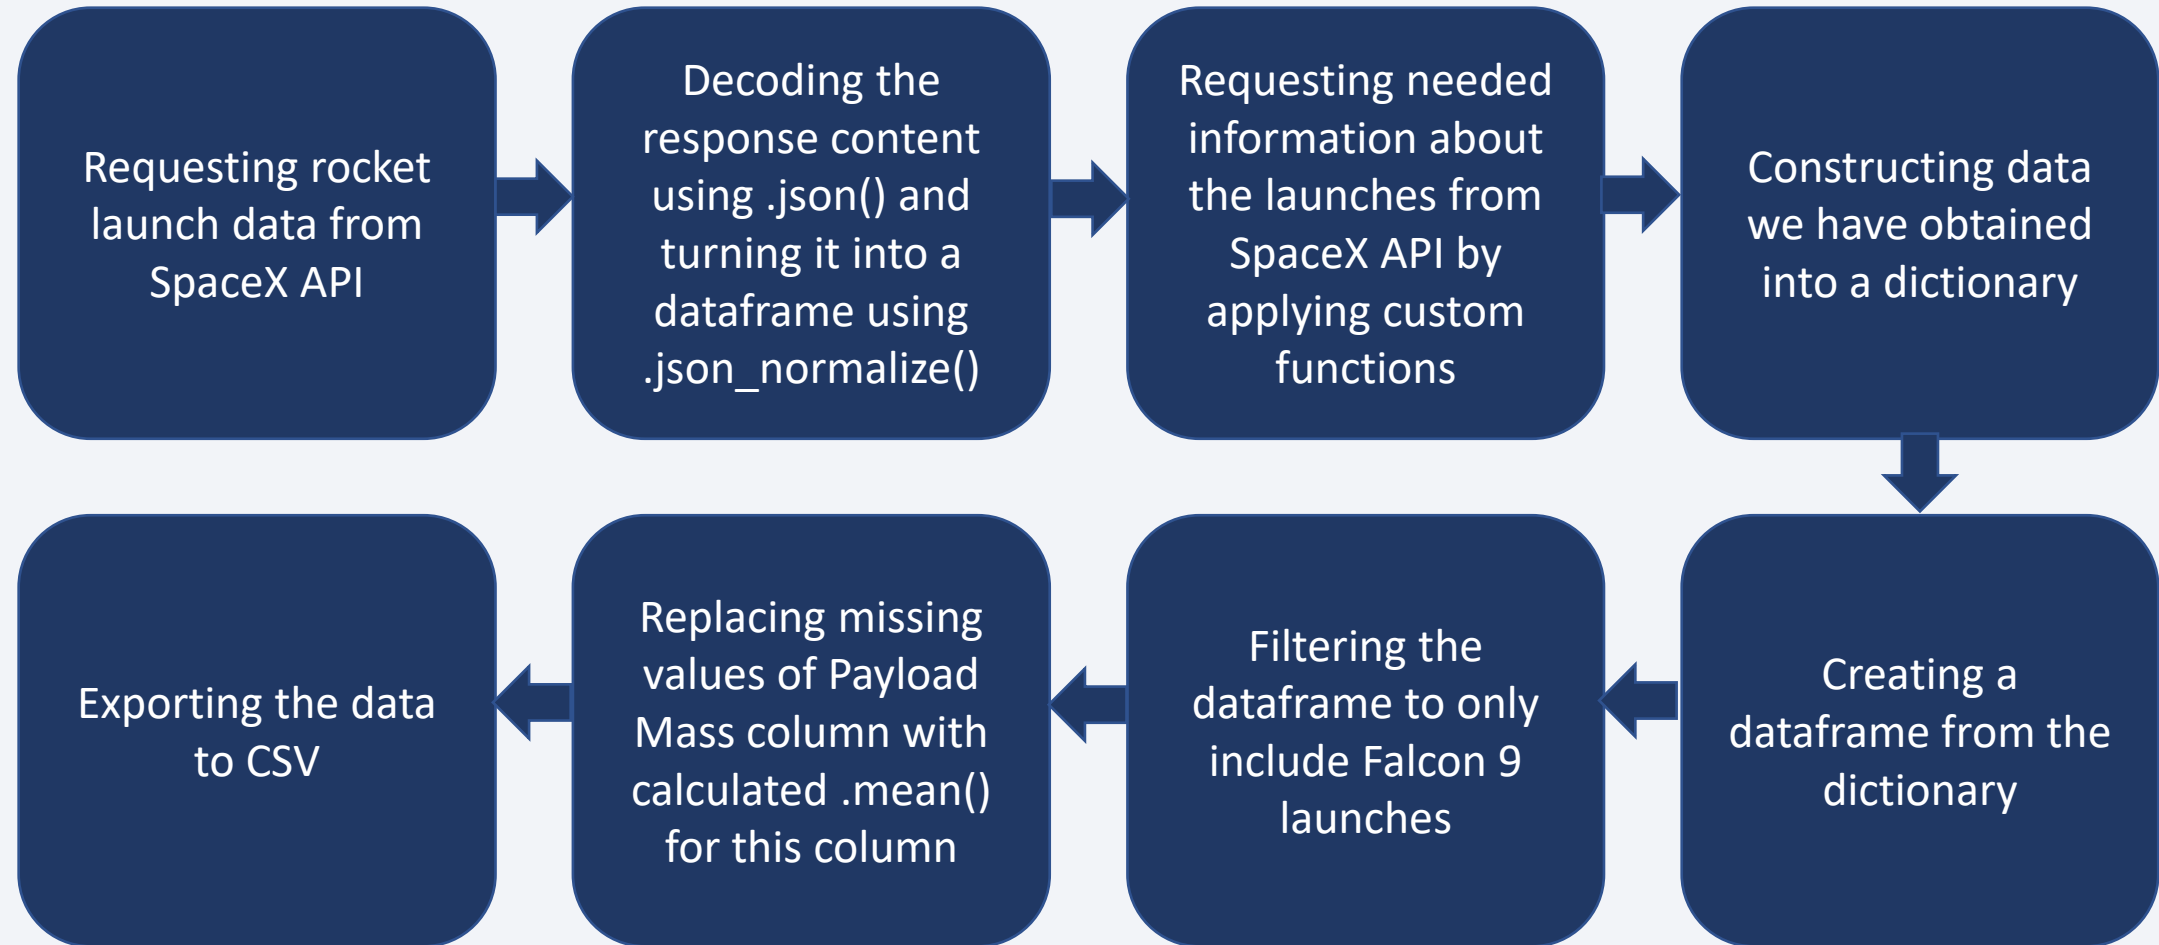 Requesting rocket
launch data from
SpaceX API
Decoding the
response content
using .json() and
turning it into a
dataframe using
.json_normalize()
Requesting needed
information about
the launches from
SpaceX API by
applying custom
functions
Constructing data
we have obtained
into a dictionary
Creating a
dataframe from the
dictionary
Filtering the
dataframe to only
include Falcon 9
launches
Replacing missing
values of Payload
Mass column with
calculated .mean()
for this column
Exporting the data
to CSV